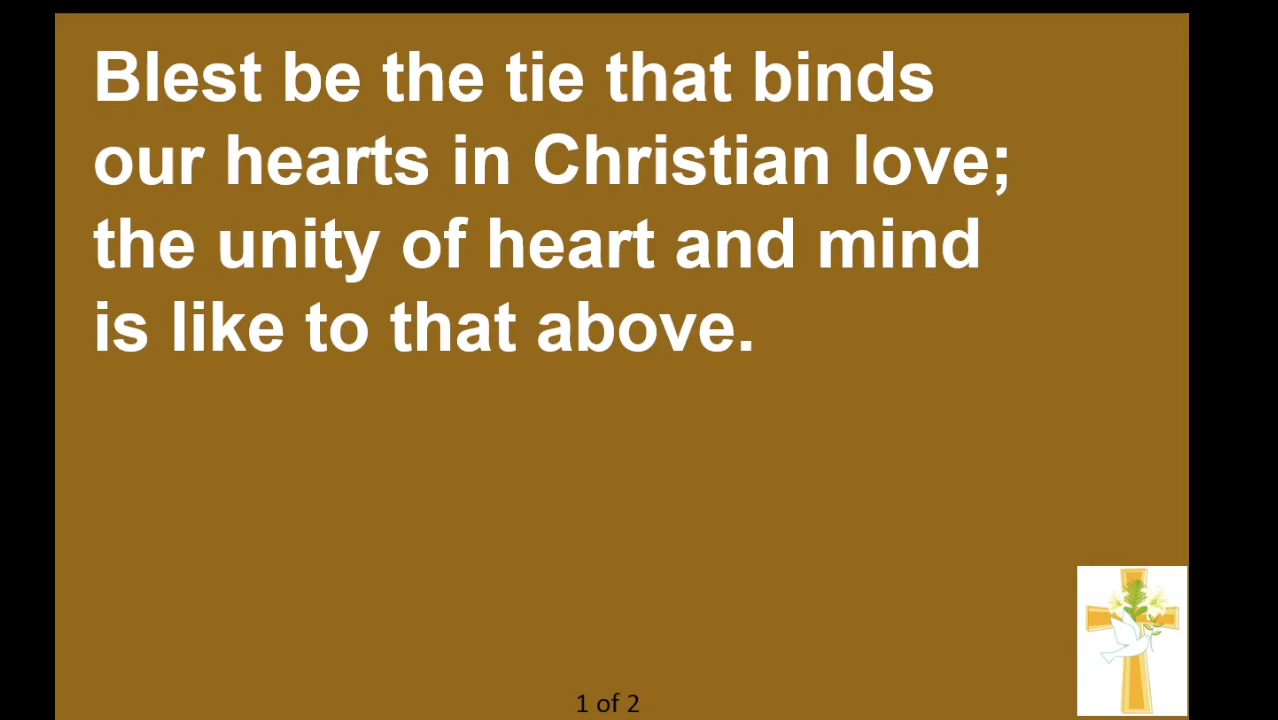 Blest be the tie that binds
our hearts in Christian love;
the unity of heart and mind
is like to that above.
1 of 2